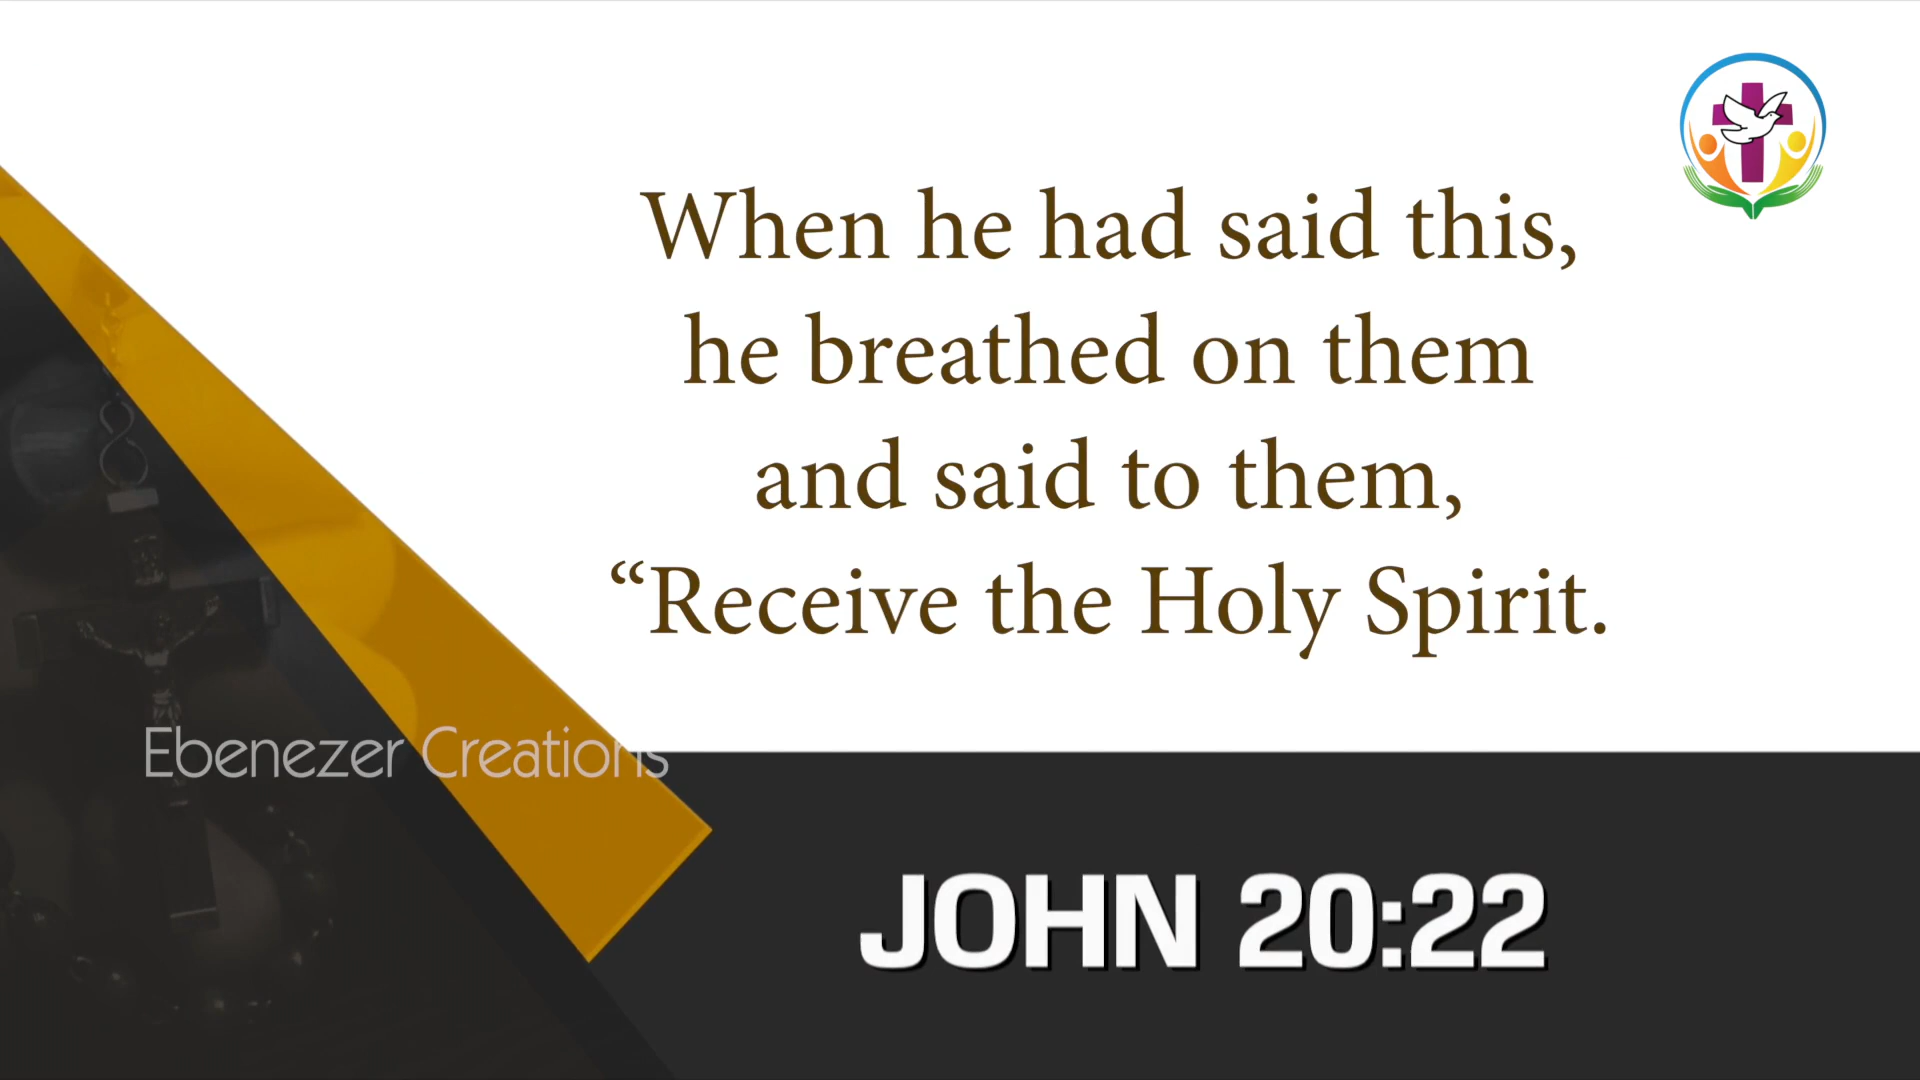 When he had said this,
he breathed on them
and said to them,
“Receive the Holy Spirit.
Ebenezer Creations
JOHN 20:22